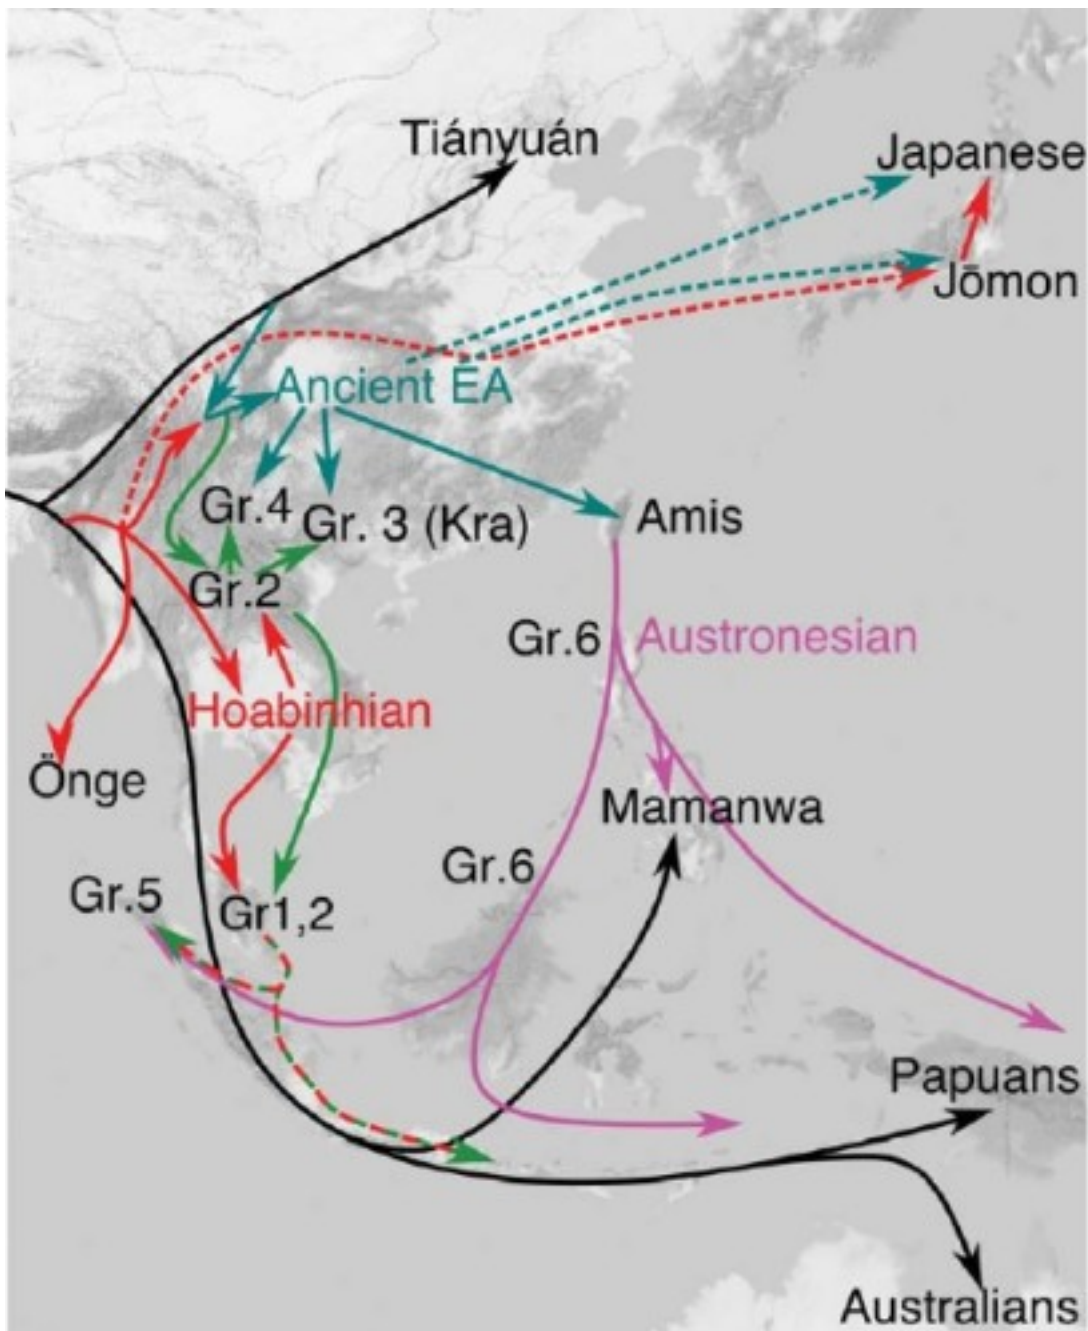 Tiányuán
Japanese
Jōmon
Ancient EA
Gr.4
Gr. 3 (Kra)
Amis
Gr.2
Gr.6
Austronesian
Hoabinhian
Önge
Mamanwa
Gr.6
Gr.5
Gr1,2
Papuans
Australians